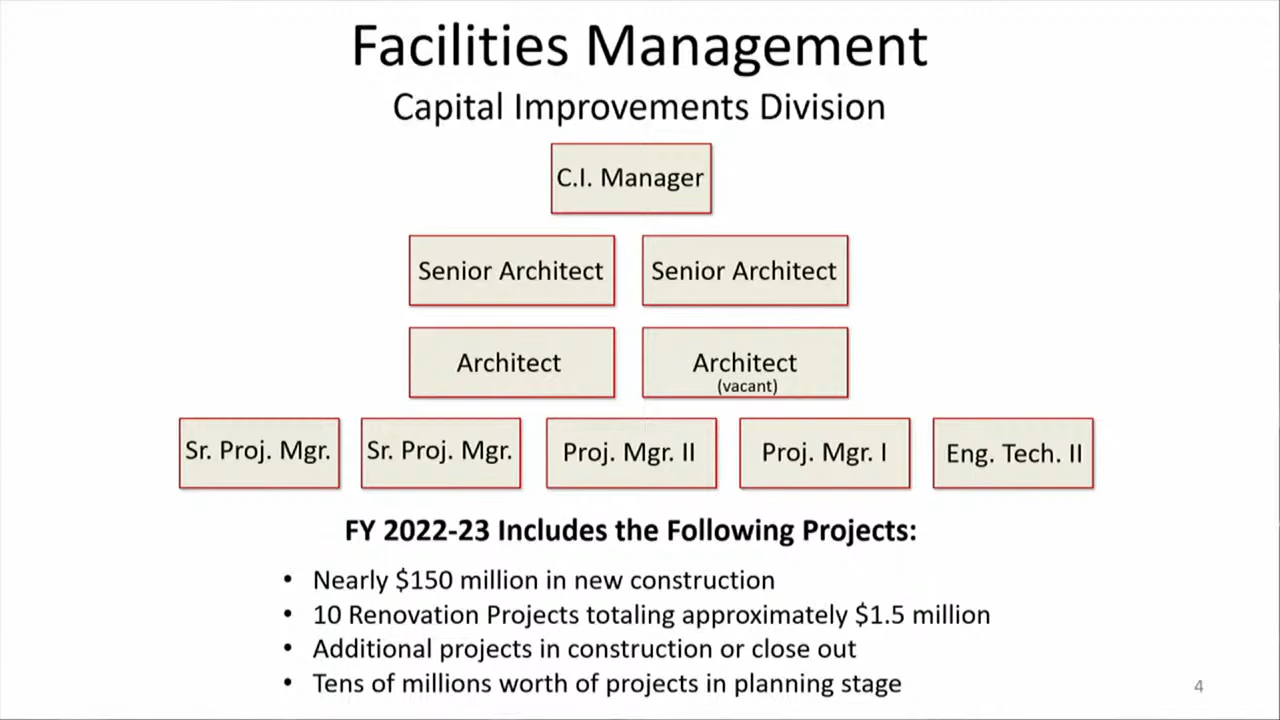 Facilities Management
Capital Improvements Division
C.I. Manager
Senior Architect
Senior Architect
Architect
Architect
(vacant)
Sr. Proj. Mgr.
Sr. Proj. Mgr.
Proj. Mgr. II
Proj. Mgr. I
Eng. Tech. II
FY 2022-23 Includes the Following Projects:
• Nearly $150 million in new construction
• 10 Renovation Projects totaling approximately $1.5 million
• Additional projects in construction or close out
• Tens of millions worth of projects in planning stage
4